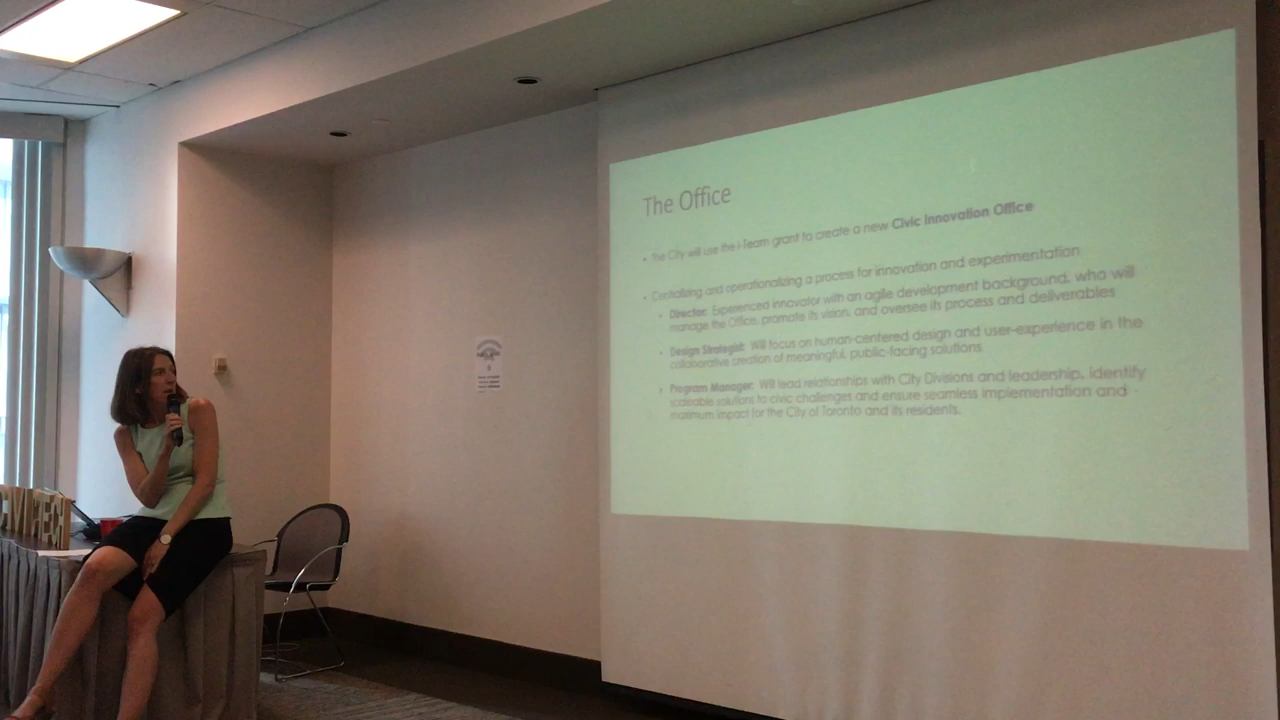 The Office
The City will use the i-Team grant to create a new Civic Innovation Office
Centralizing and operationalizing a process for innovation and experimentation
Director: Experienced innovator with an agile development background, who will
manage the Office, promote its vision, and oversee its process and deliverables
Design Strategist: Will focus on human-centered design and user-experience in the
collaborative creation of meaningful, public-facing solutions
Program Manager: Will lead relationships with City Divisions and leadership, identify
scaleable solutions to civic challenges and ensure seamless implementation and
maximum impact for the City of Toronto and its residents.